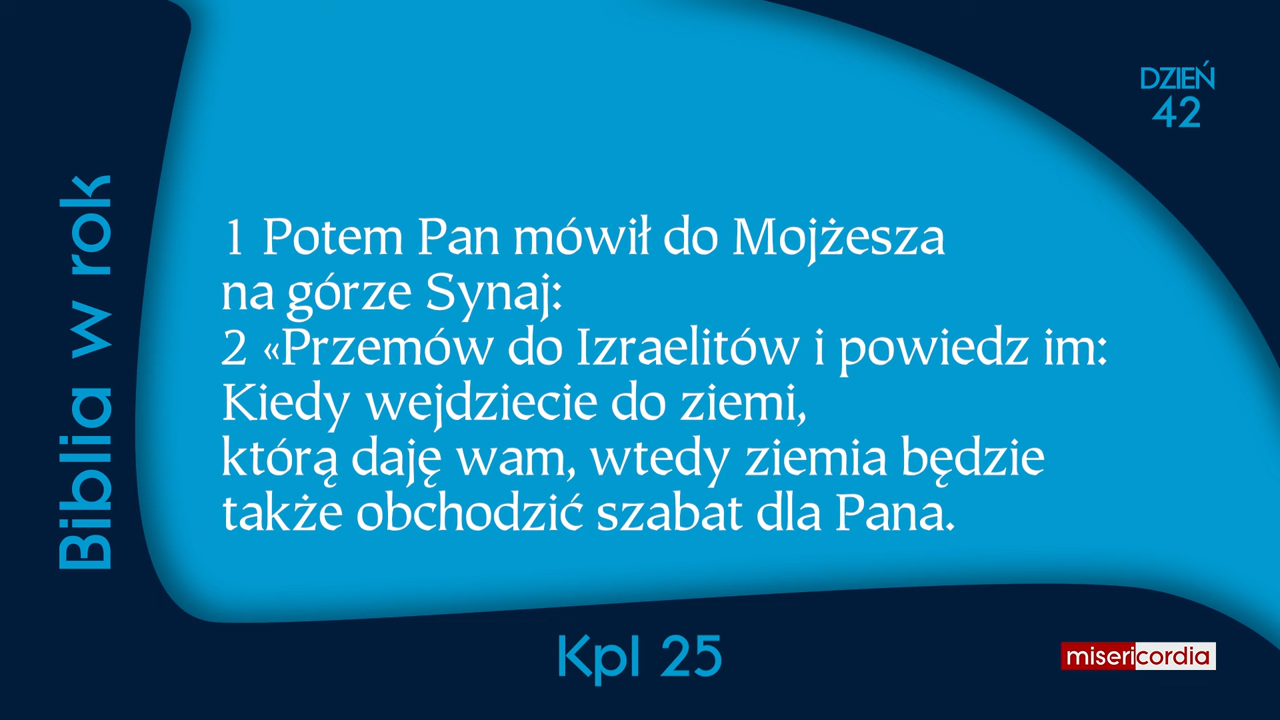 DZIEŃ
42
Biblia w rok
1 Potem Pan mówił do Mojżesza
na górze Synaj:
2 «Przemów do Izraelitów i powiedz im:
Kiedy wejdziecie do ziemi,
którą daję wam, wtedy ziemia będzie
także obchodzić szabat dla Pana.
Kpl 25
misericordia